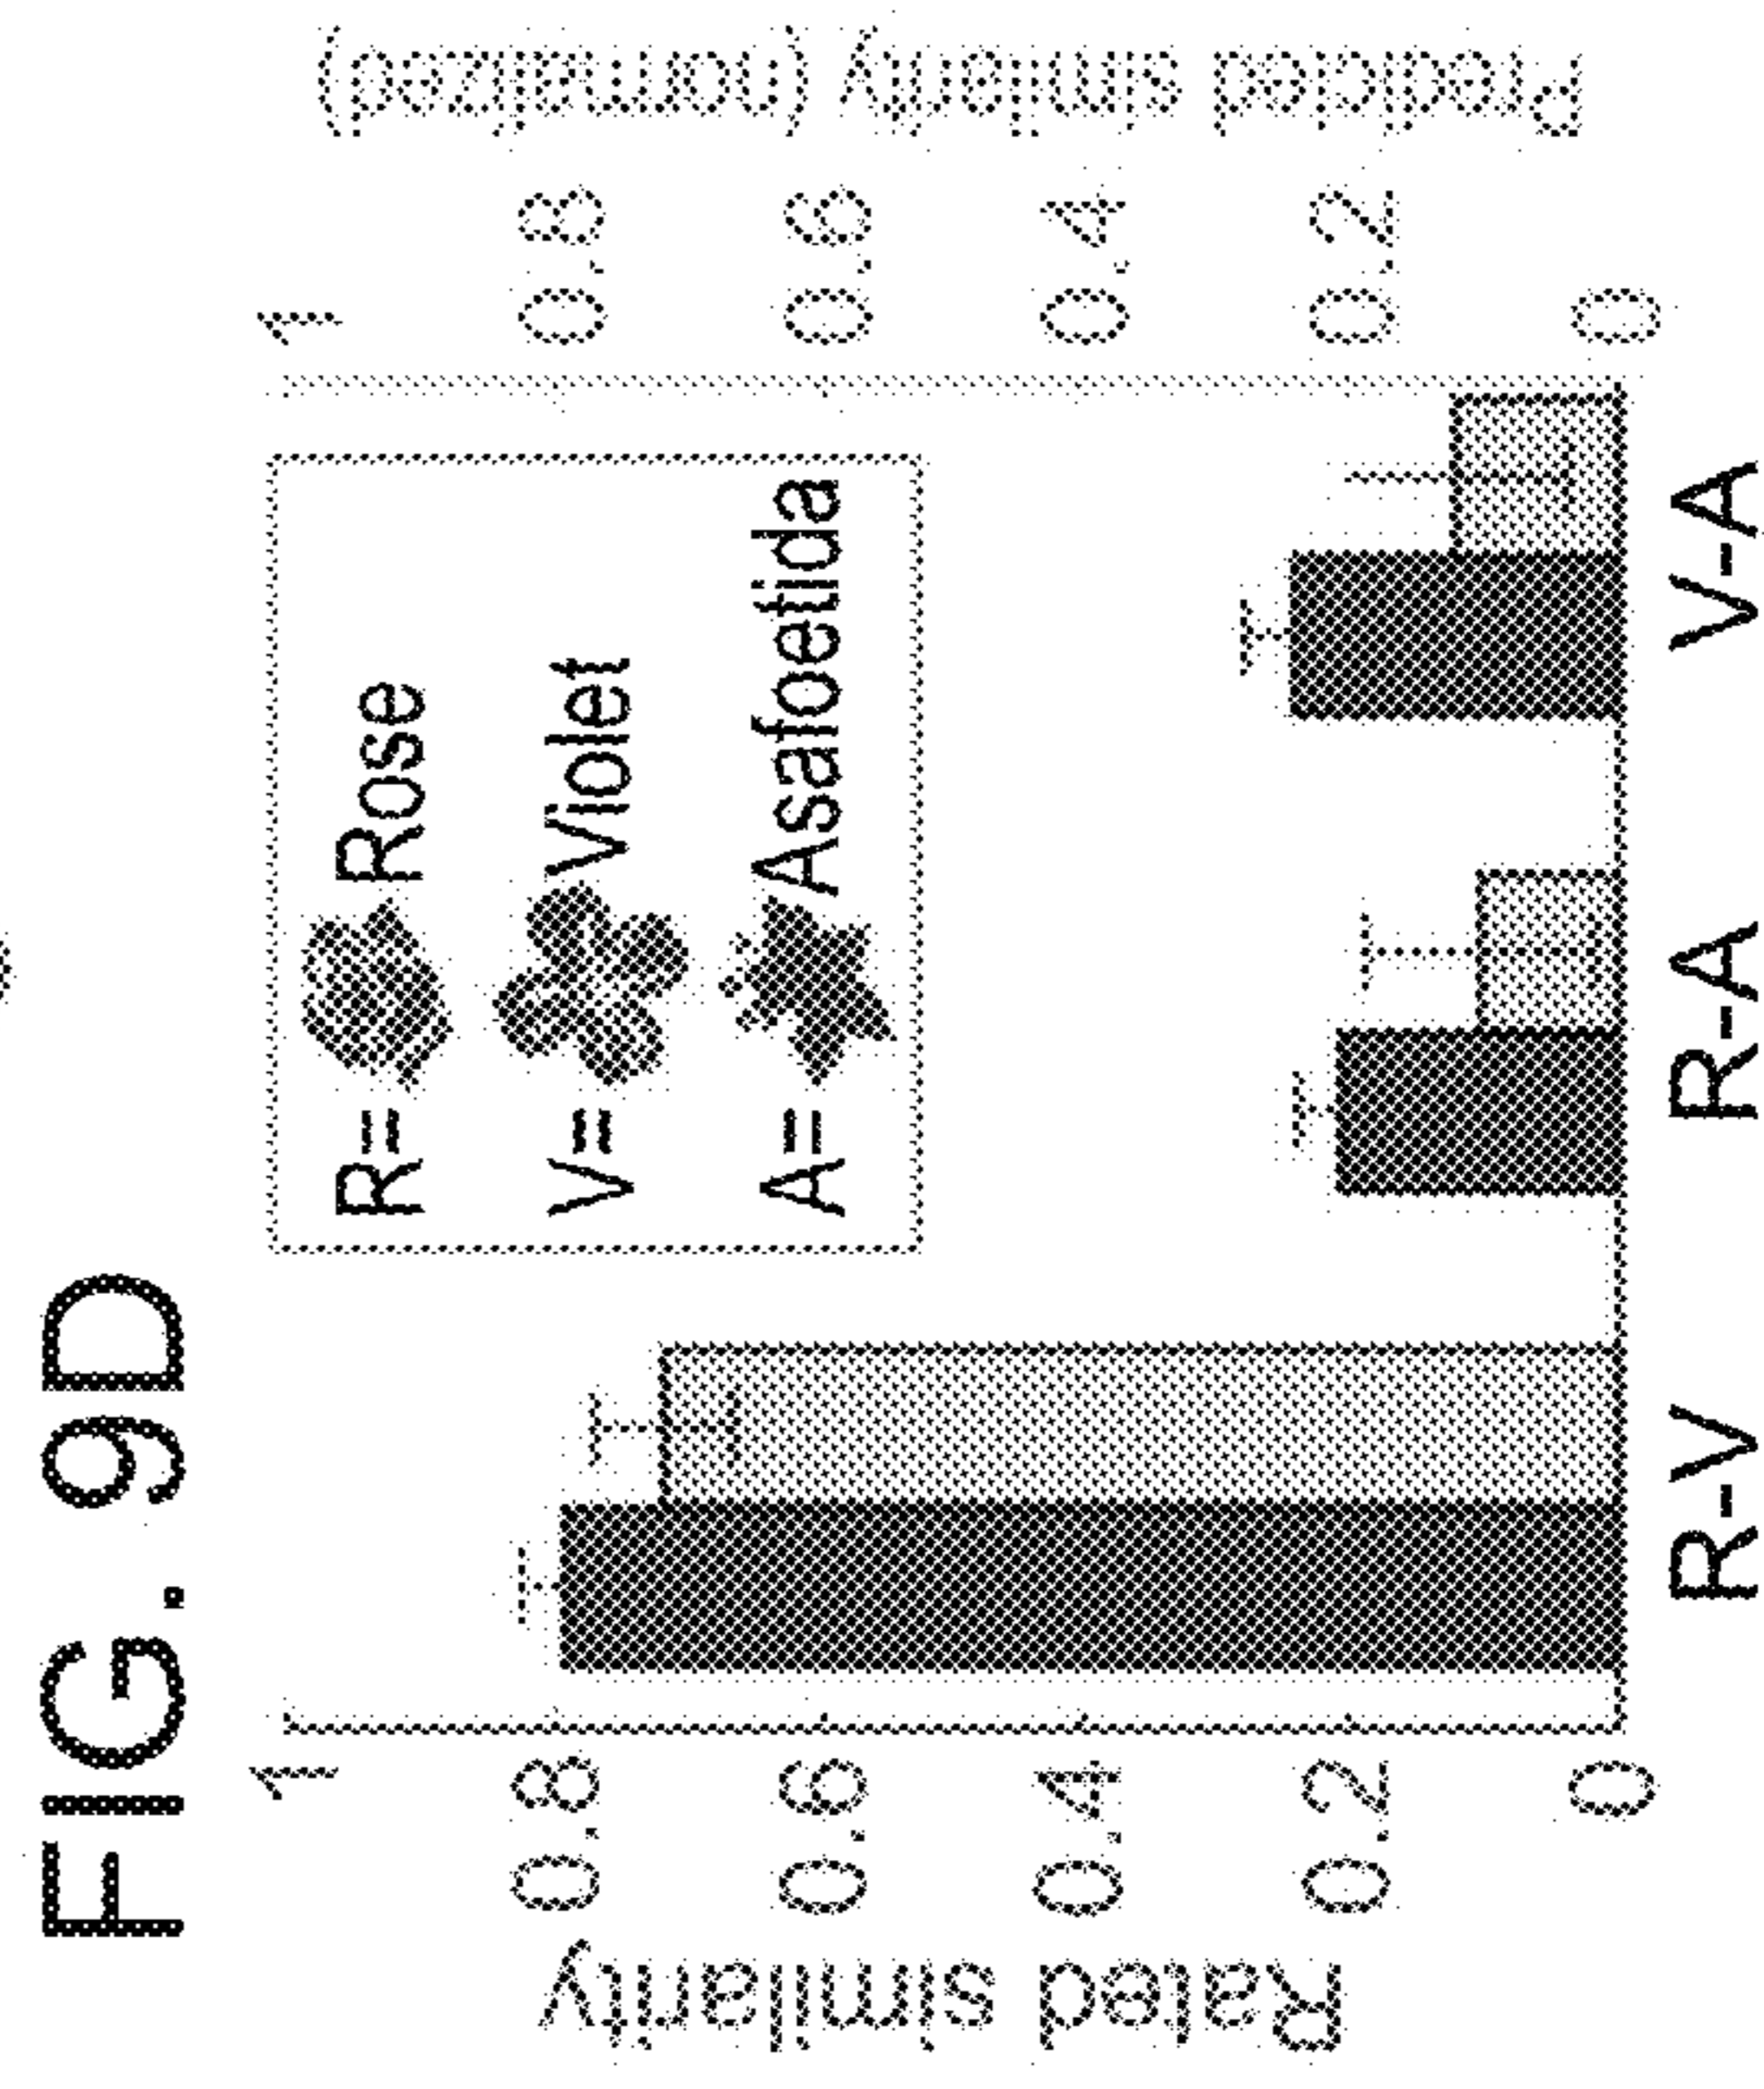 FIG. 9D
Rated similarity
1
0.8
0.6
0.4
0.2
0
R= Rose
V= Violet
A= Asafoetida
1
0.8
0.6
0.4
0.2
0
Predicted similarity (normalized)
R-V R-A V-A